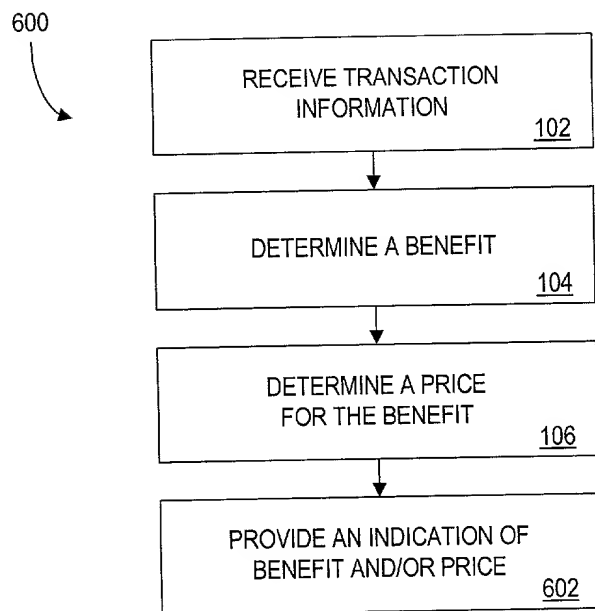 600
RECEIVE TRANSACTION
INFORMATION
102
DETERMINE A BENEFIT
104
DETERMINE A PRICE
FOR THE BENEFIT
106
PROVIDE AN INDICATION OF
BENEFIT AND/OR PRICE
602